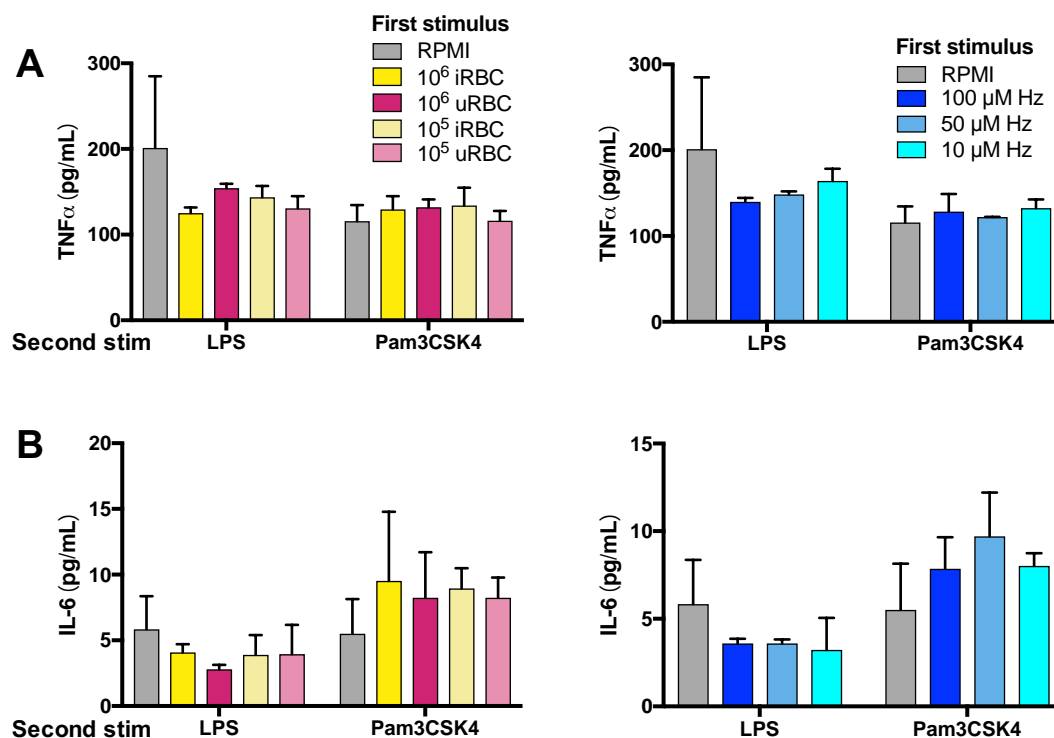 A
First stimulus
RPMI
10⁶ iRBC
10⁶ uRBC
10⁵ iRBC
10⁵ uRBC
TNFα (pg/mL)
300
200
100
0
Second stim
LPS
Pam3CSK4
First stimulus
RPMI
100 µM Hz
50 µM Hz
10 µM Hz
TNFα (pg/mL)
300
200
100
0
LPS
Pam3CSK4
B
IL-6 (pg/mL)
20
15
10
5
0
Second stim
LPS
Pam3CSK4
IL-6 (pg/mL)
15
10
5
0
LPS
Pam3CSK4